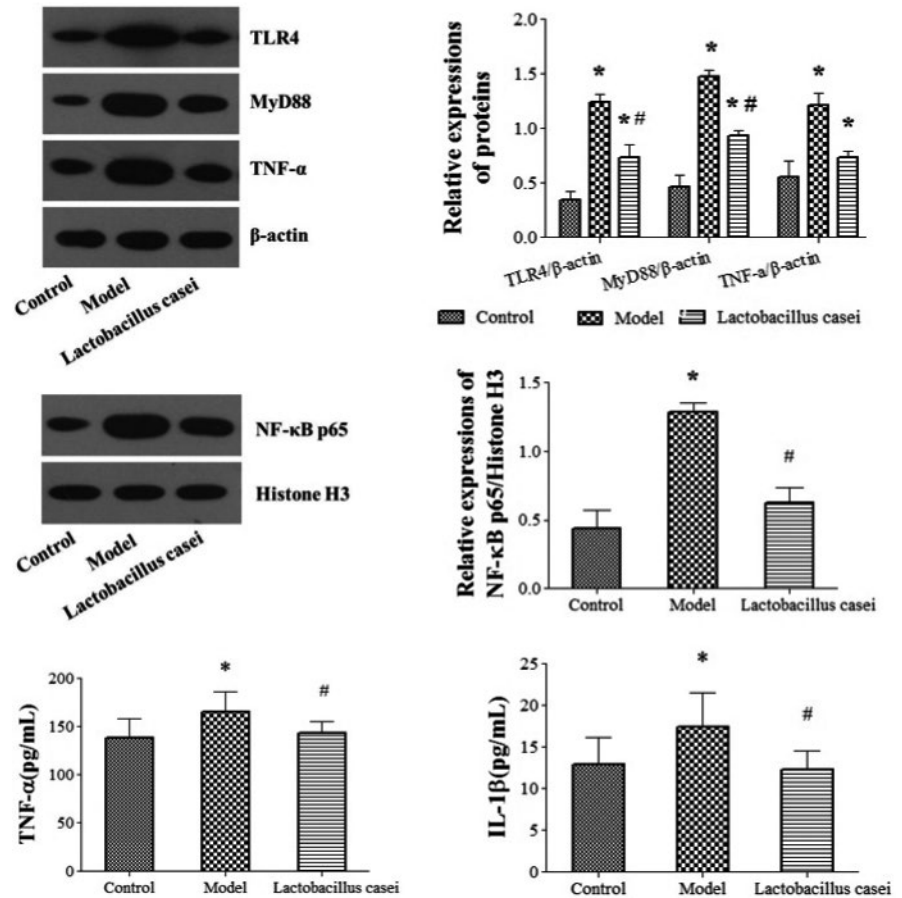 TLR4
MyD88
TNF-α
β-actin
Control
Model
Lactobacillus casei
Relative expressions
of proteins
2.0
1.5
1.0
0.5
0.0
*
*
*
* #
* #
*
TLR4/β-actin
MyD88/β-actin
TNF-a/β-actin
Control
Model
Lactobacillus casei
NF-κB p65
Histone H3
Control
Model
Lactobacillus casei
Relative expressions of
NF-κB p65/Histone H3
1.5
1.0
0.5
0.0
*
#
Control
Model
Lactobacillus casei
TNF-α(pg/mL)
200
150
100
50
0
*
#
Control
Model
Lactobacillus casei
IL-1β(pg/mL)
25
20
15
10
5
0
*
#
Control
Model
Lactobacillus casei